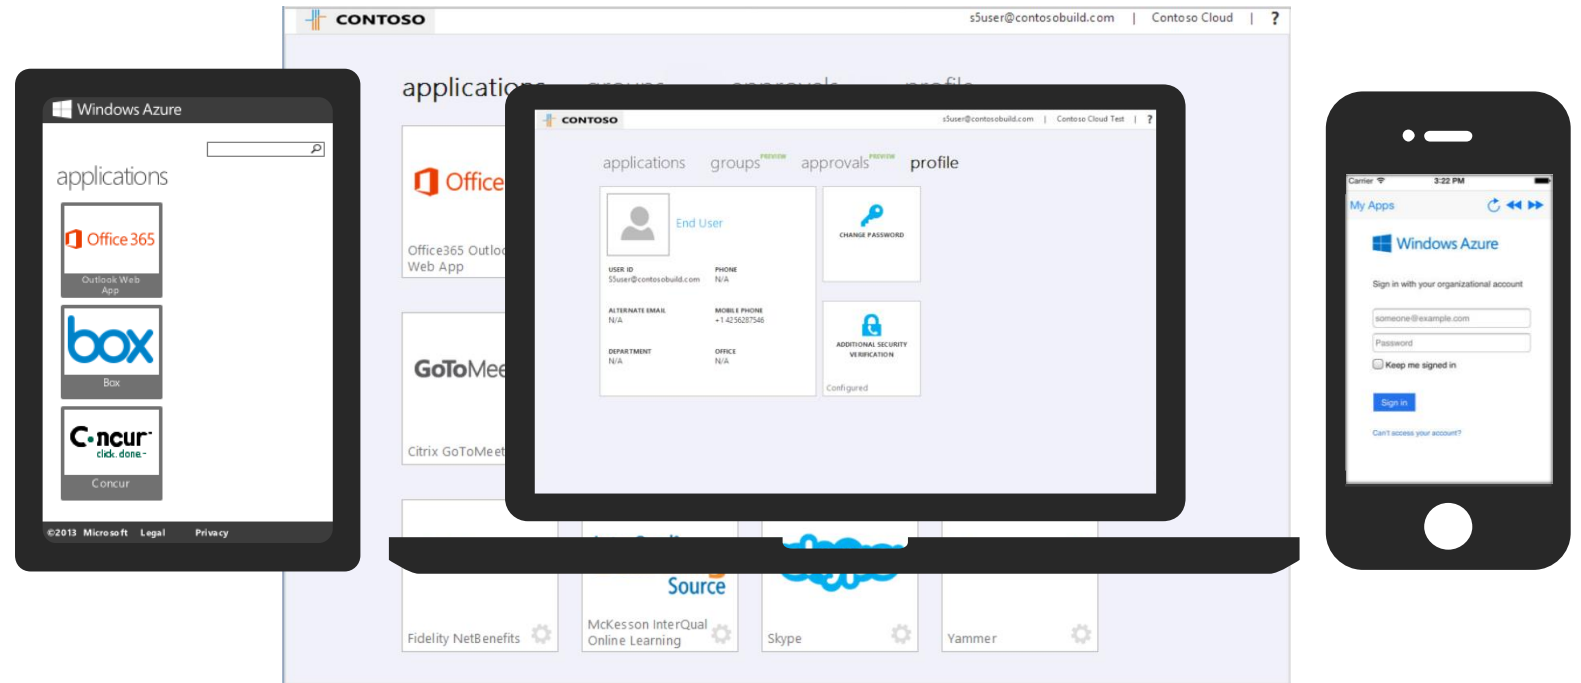 CONTOSO
s5user@contosobuild.com | Contoso Cloud | ?
applications groups approvals profile
Office
Office365 Outloo
Web App
GoToMee
Citrix GoToMeet
Source
Fidelity NetBenefits
McKesson InterQual
Online Learning
Skype
Yammer
Windows Azure
applications
Office 365
Outlook Web
App
box
Box
Concur
click. done.
Concur
©2013 Microsoft Legal Privacy
CONTOSO
s5user@contosobuild.com | Contoso Cloud Test | ?
applications groups PREVIEW approvals PREVIEW profile
End User
USER ID PHONE
S5user@contosobuild.com N/A
ALTERNATE EMAIL MOBILE PHONE
N/A +1 4256287546
DEPARTMENT OFFICE
N/A N/A
CHANGE PASSWORD
ADDITIONAL SECURITY
VERIFICATION
Configured
Carrier 3:22 PM
My Apps
Windows Azure
Sign in with your organizational account
someone@example.com
Password
Keep me signed in
Sign in
Can't access your account?